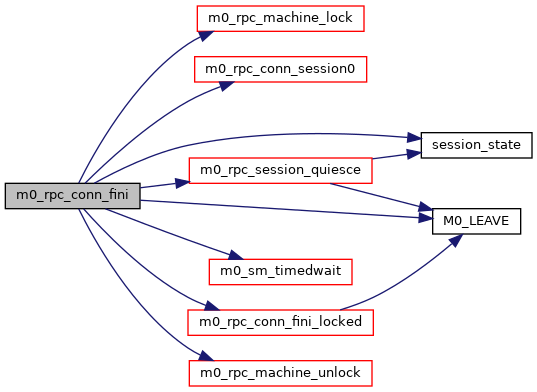 m0_rpc_machine_lock
m0_rpc_conn_session0
session_state
m0_rpc_session_quiesce
m0_rpc_conn_fini
M0_LEAVE
m0_sm_timedwait
m0_rpc_conn_fini_locked
m0_rpc_machine_unlock